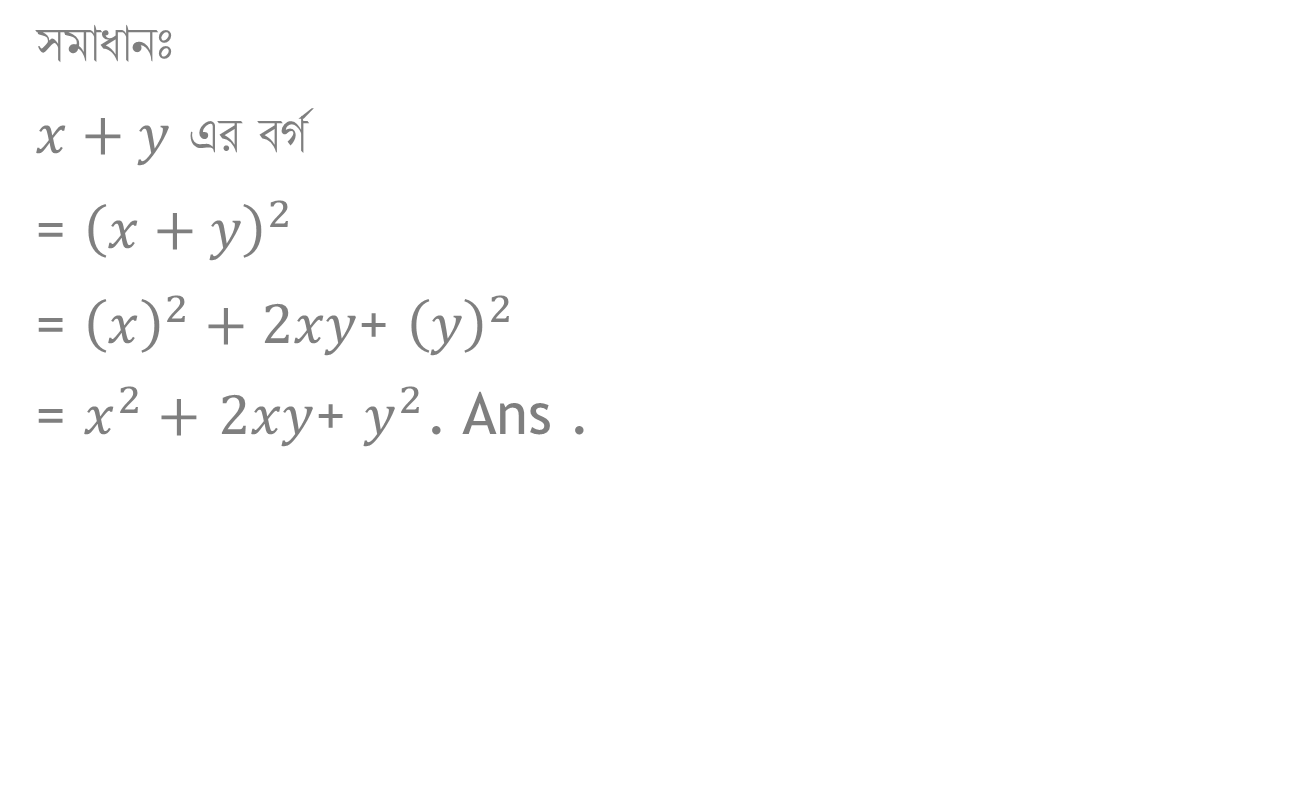 সমাধানঃ
x + y এর বর্গ
= (x + y)²
= (x)² + 2xy+ (y)²
= x² + 2xy+ y². Ans .